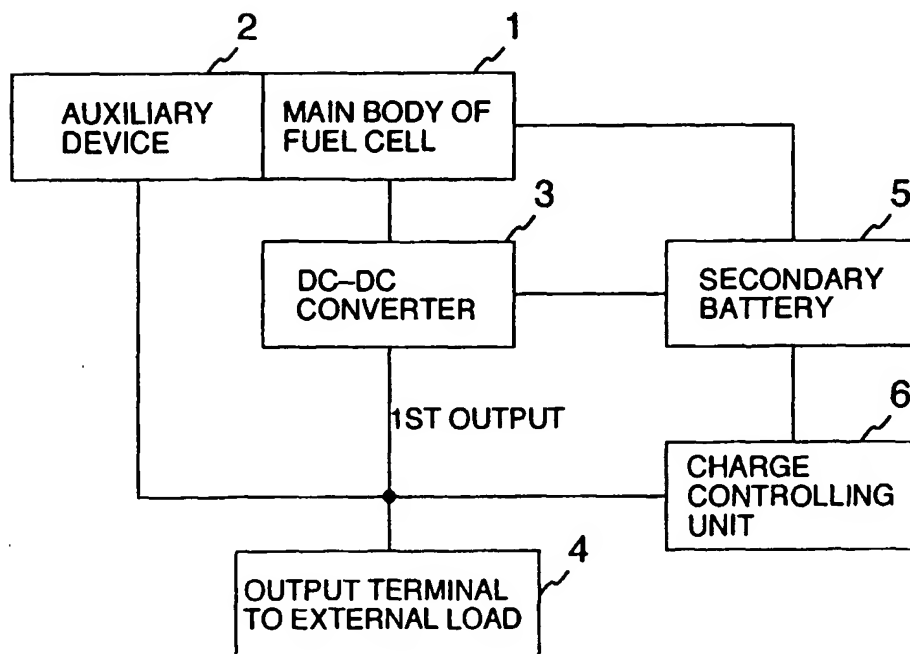 2
1
AUXILIARY
DEVICE
MAIN BODY OF
FUEL CELL
3
5
DC-DC
CONVERTER
SECONDARY
BATTERY
1ST OUTPUT
6
CHARGE
CONTROLLING
UNIT
4
OUTPUT TERMINAL
TO EXTERNAL LOAD